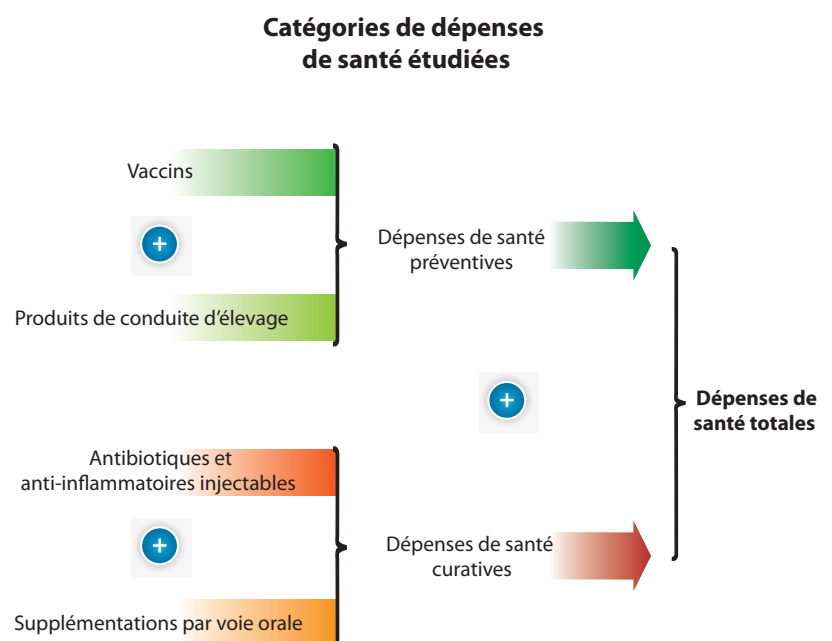 Catégories de dépenses
de santé étudiées
Vaccins
+
Produits de conduite d'élevage
Dépenses de santé
préventives
+
Dépenses de
santé totales
Antibiotiques et
anti-inflammatoires injectables
+
Supplémentations par voie orale
Dépenses de santé
curatives